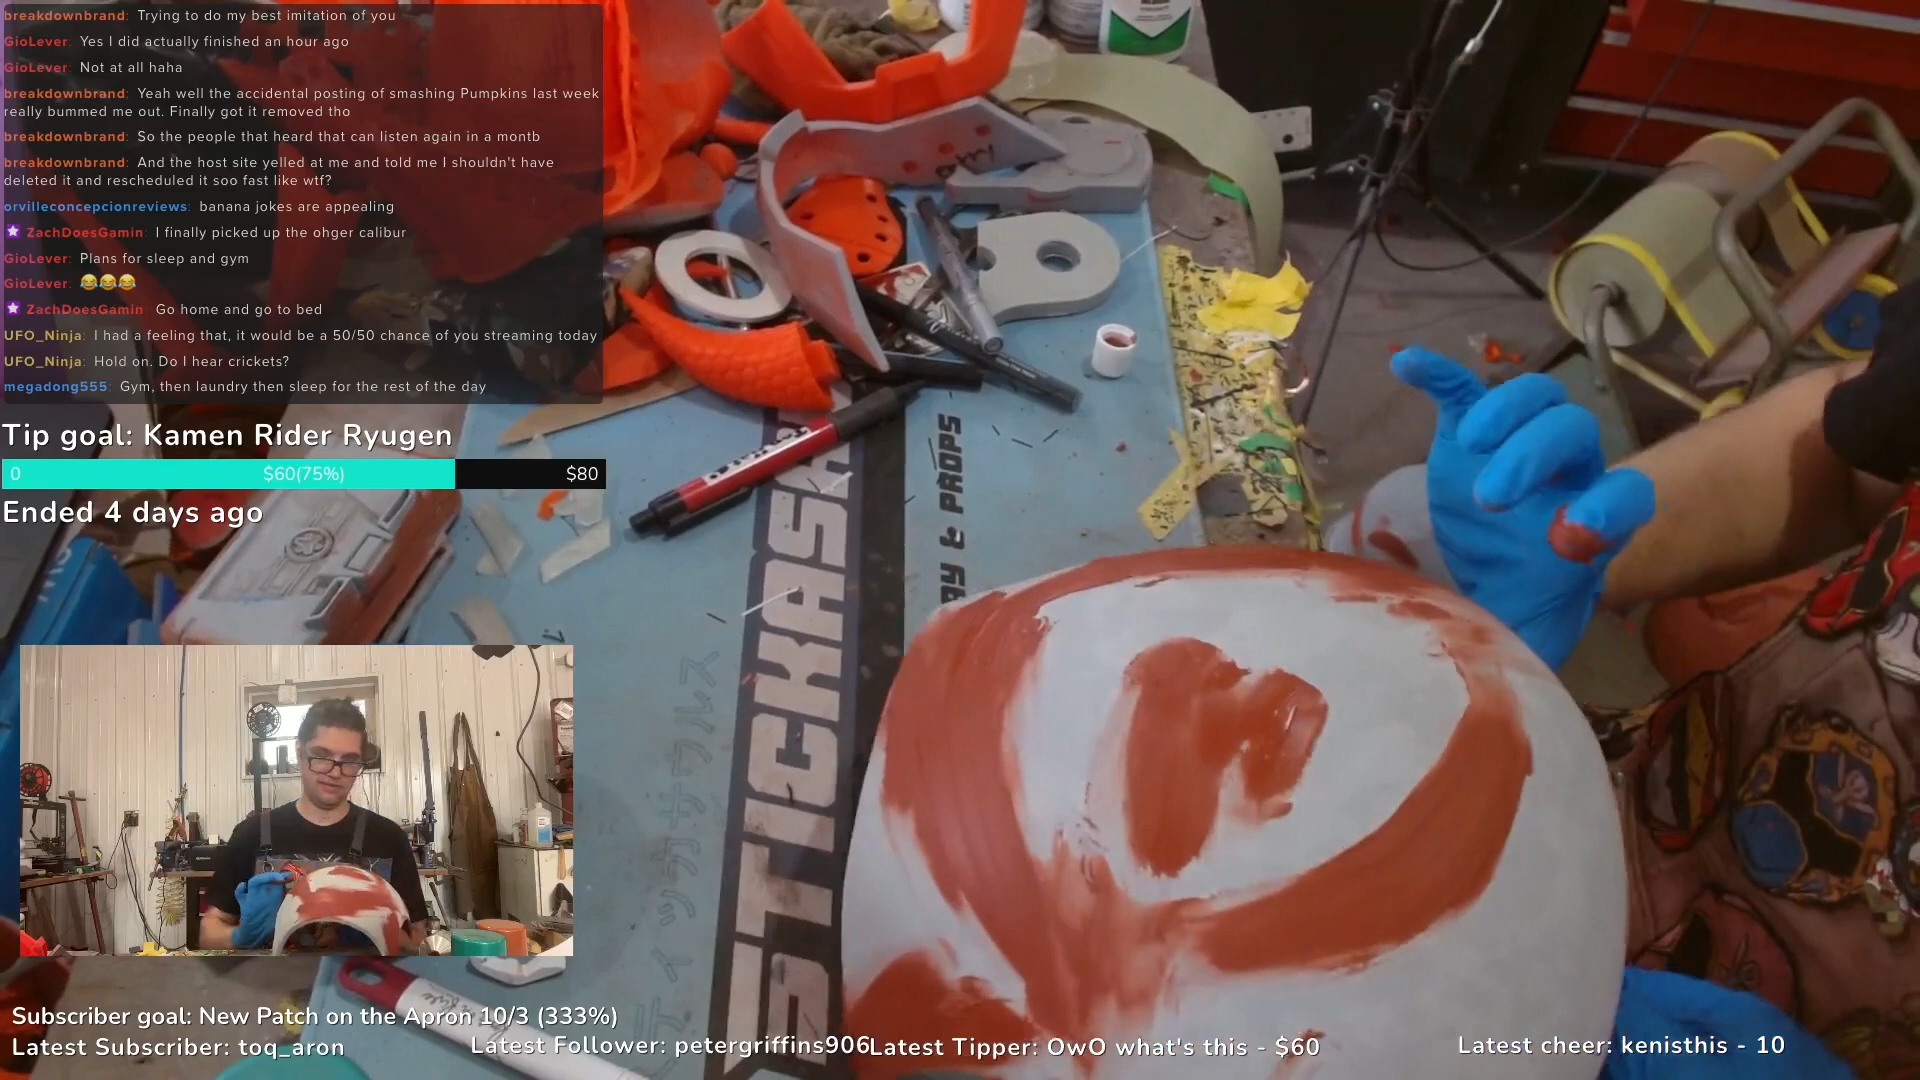 breakdownbrand: Trying to do my best imitation of you
GioLever: Yes I did actually finished an hour ago
GioLever: Not at all haha
breakdownbrand: Yeah well the accidental posting of smashing Pumpkins last week
really bummed me out. Finally got it removed tho
breakdownbrand: So the people that heard that can listen again in a montb
breakdownbrand: And the host site yelled at me and told me I shouldn't have
deleted it and rescheduled it soo fast like wtf?
orvilleconcepcionreviews: banana jokes are appealing
ZachDoesGamin: I finally picked up the ohger calibur
GioLever: Plans for sleep and gym
GioLever: 😂😂😂
ZachDoesGamin: Go home and go to bed
UFO_Ninja: I had a feeling that, it would be a 50/50 chance of you streaming today
UFO_Ninja: Hold on. Do I hear crickets?
megadong555: Gym, then laundry then sleep for the rest of the day
Tip goal: Kamen Rider Ryugen
0 $60(75%) $80
Ended 4 days ago
STICKASA
AY & PROPS
Subscriber goal: New Patch on the Apron 10/3 (333%)
Latest Subscriber: toq_aron
Latest Follower: petergriffins906
Latest Tipper: OwO what's this - $60
Latest cheer: kenisthis - 10